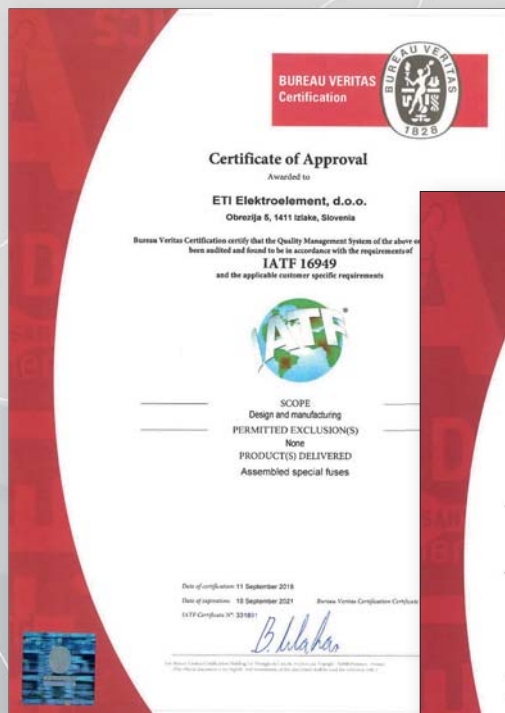 BUREAU VERITAS
Certification
BUREAU VERITAS
1828
Certificate of Approval
Awarded to
ETI Elektroelement, d.o.o.
Obrezija 5, 1411 Izlake, Slovenia
Bureau Veritas Certification certify that the Quality Management System of the above
been audited and found to be in accordance with the requirements of
IATF 16949
and the applicable customer specific requirements
IATF
SCOPE
Design and manufacturing
PERMITTED EXCLUSION(S)
None
PRODUCT(S) DELIVERED
Assembled special fuses
Date of certification: 11 September 2018
Date of expiration: 10 September 2021 Bureau Veritas Certification Certificate
IATF Certificate N°: